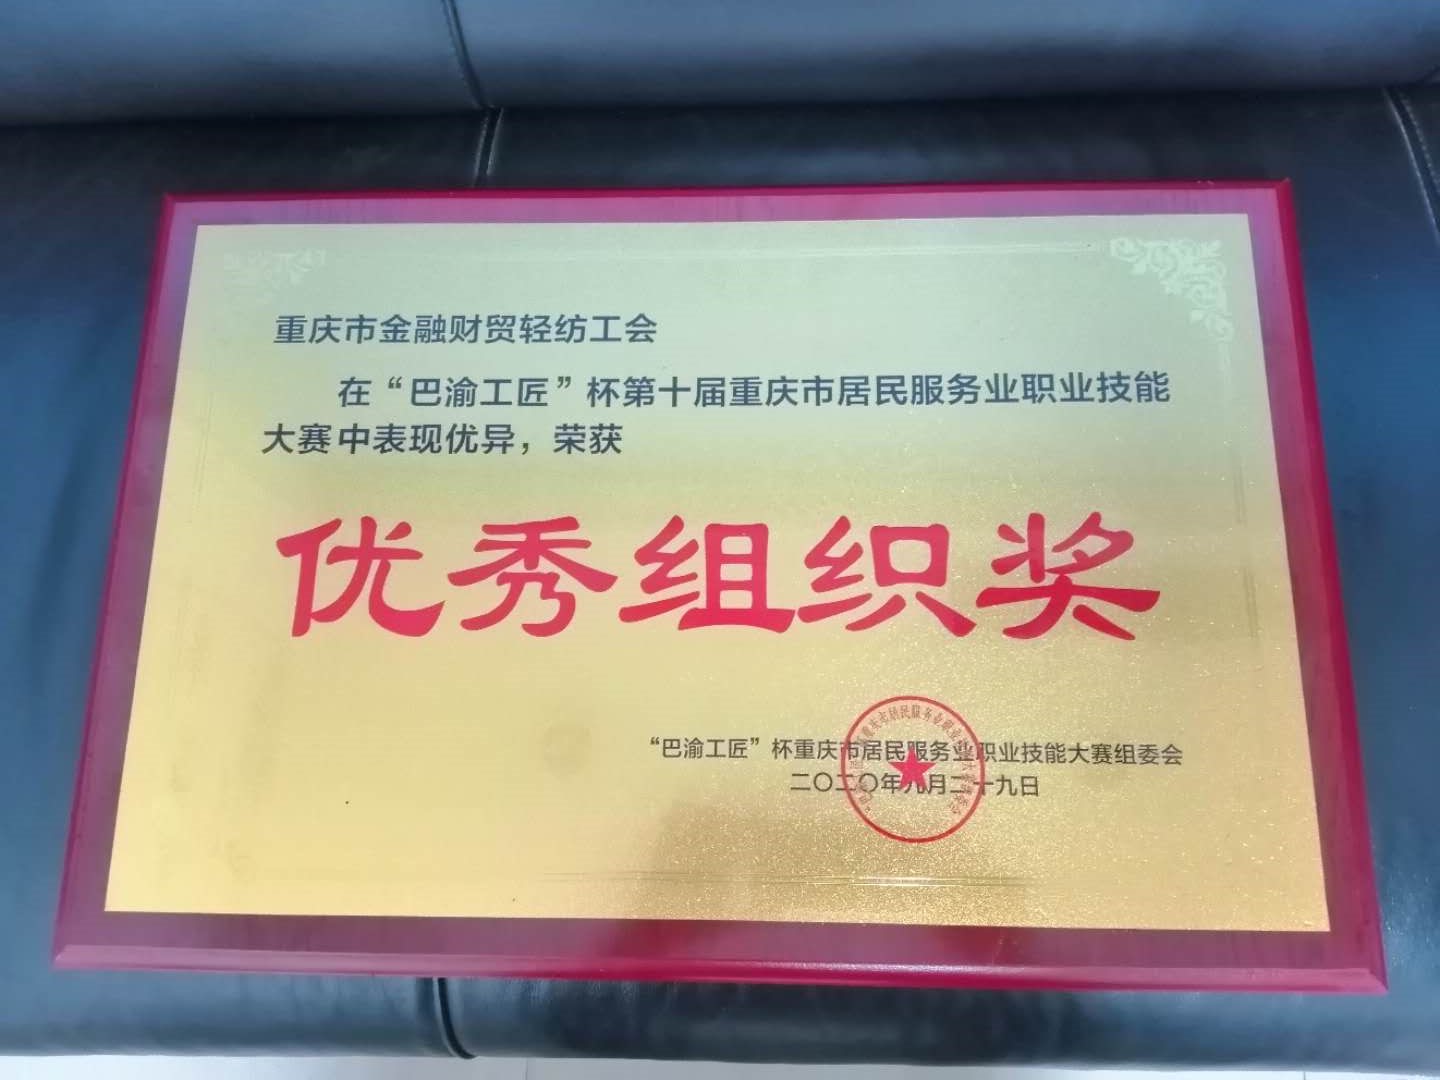 重庆市金融财贸轻纺工会
在“巴渝工匠”杯第十届重庆市居民服务业职业技能
大赛中表现优异，荣获
优秀组织奖
“巴渝工匠”杯重庆市居民服务业职业技能大赛组委会
二〇二〇年九月二十九日